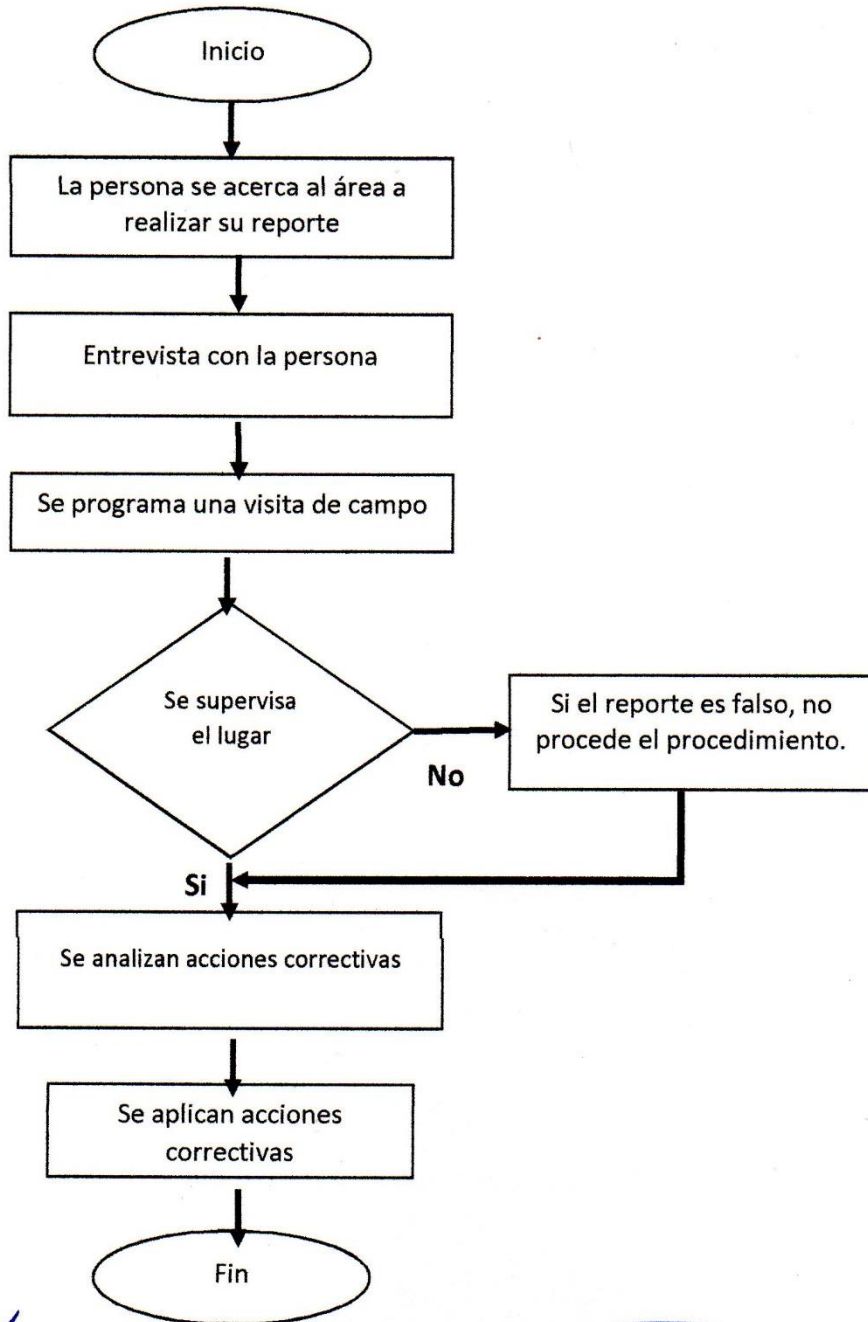 Inicio
La persona se acerca al área a
realizar su reporte
Entrevista con la persona
Se programa una visita de campo
Se supervisa
el lugar
No
Si el reporte es falso, no
procede el procedimiento.
Si
Se analizan acciones correctivas
Se aplican acciones
correctivas
Fin